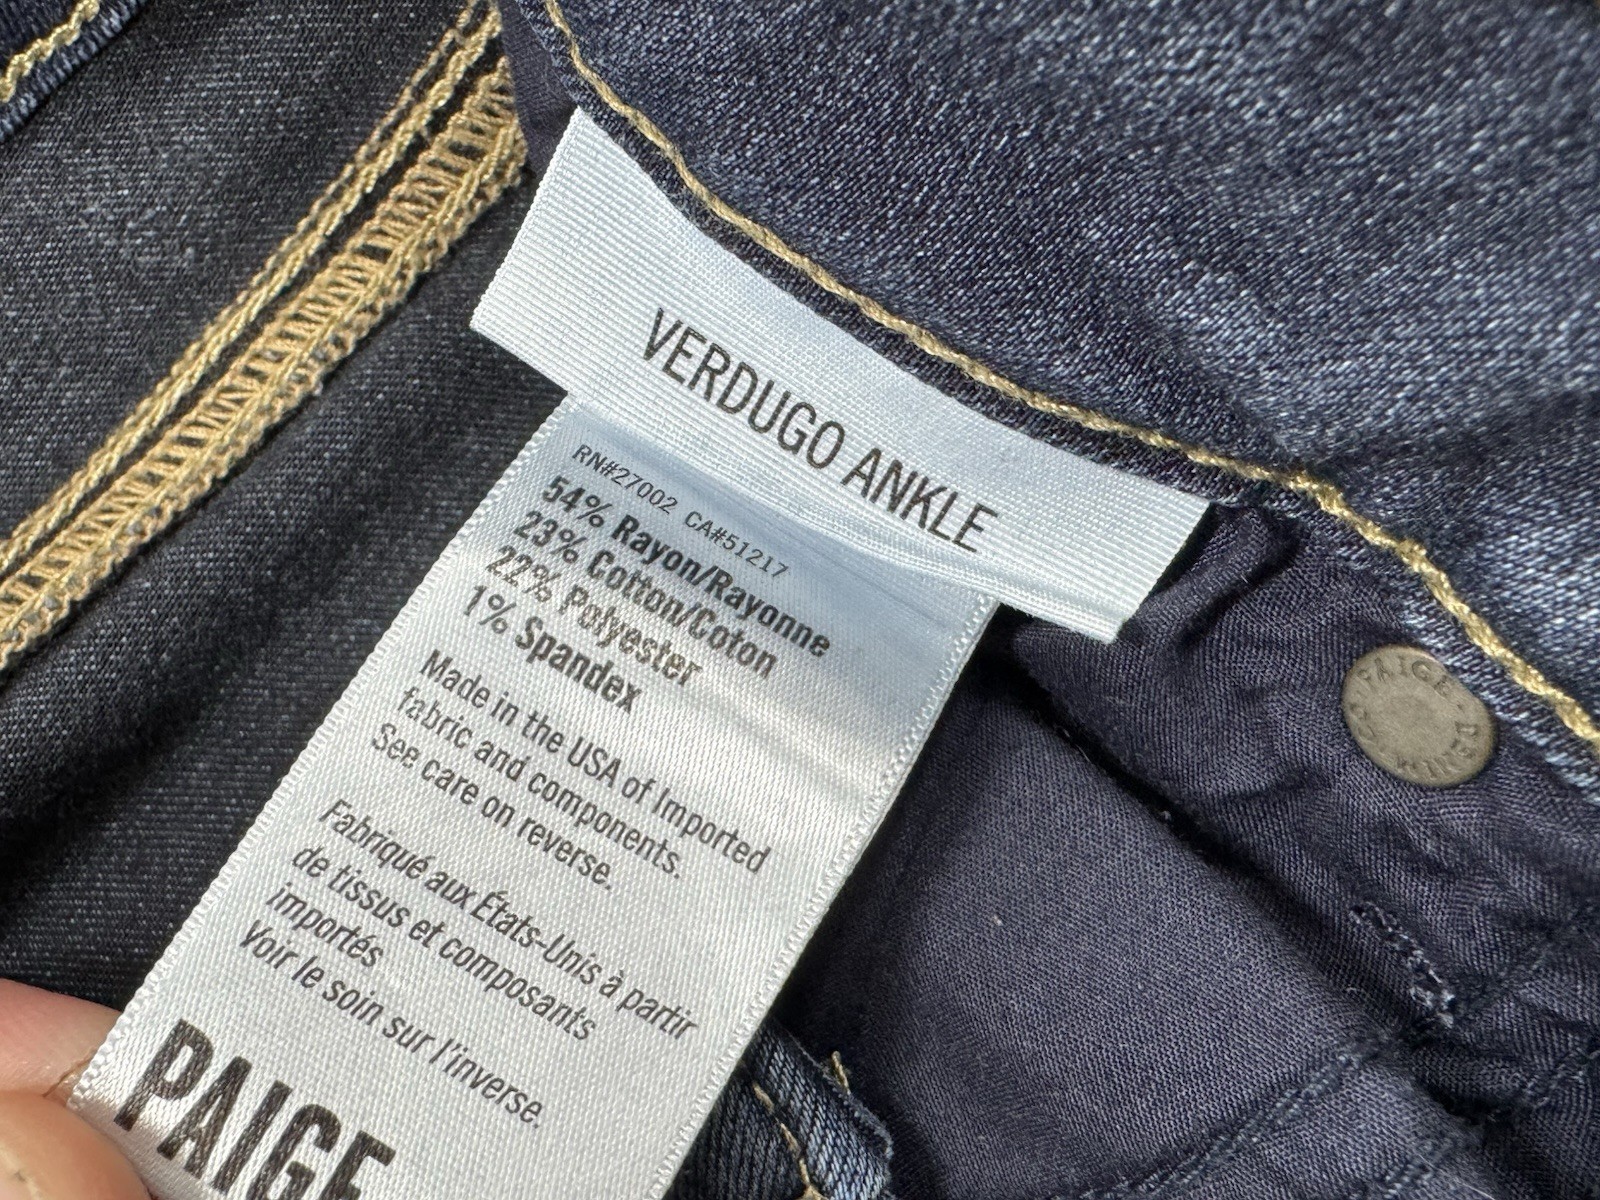 VERDUGO ANKLE
RN#27002 CA#51217
54% Rayon/Rayonne
23% Cotton/Coton
22% Polyester
1% Spandex
Made in the USA of Imported
fabric and components.
See care on reverse.
Fabriqué aux États-Unis à partir
de tissus et composants
importés
Voir le soin sur l'inverse.
PAIGE
PAIGE